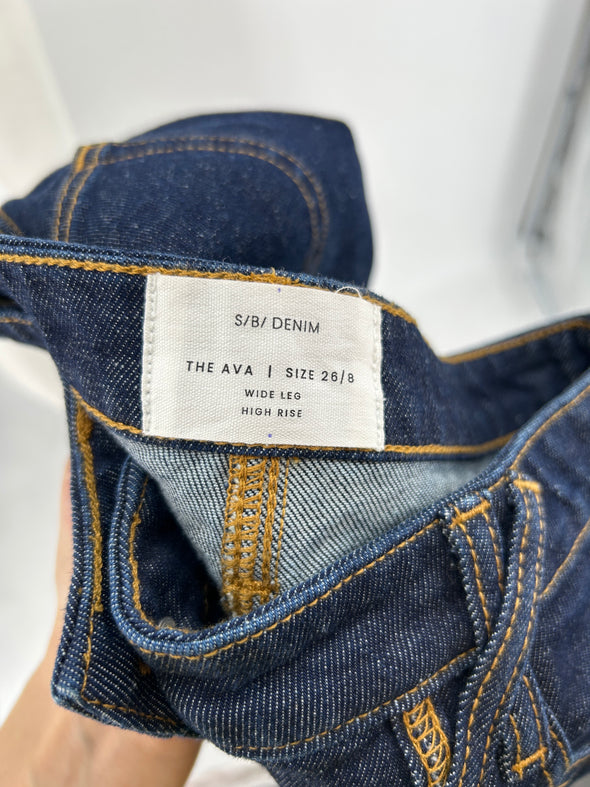 S/B/ DENIM
THE AVA | SIZE 26/8
WIDE LEG
HIGH RISE